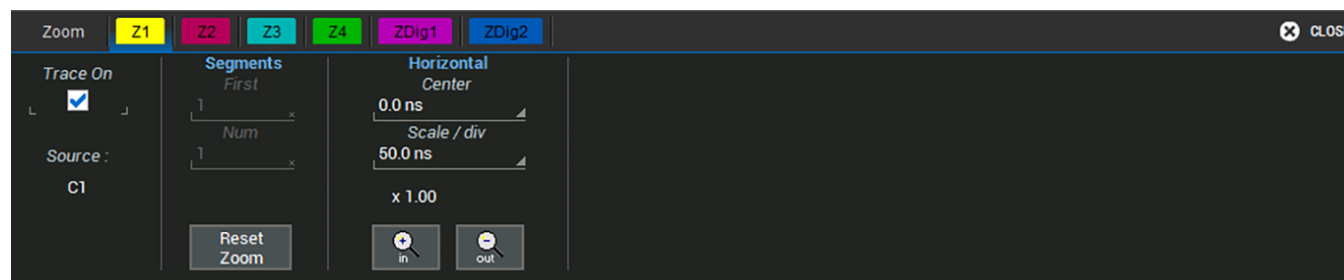 Zoom Z1 Z2 Z3 Z4 ZDig1 ZDig2
Trace On
Source :
C1
Segments
First
1
Num
1
Reset
Zoom
Horizontal
Center
0.0 ns
Scale / div
50.0 ns
x 1.00
in
out